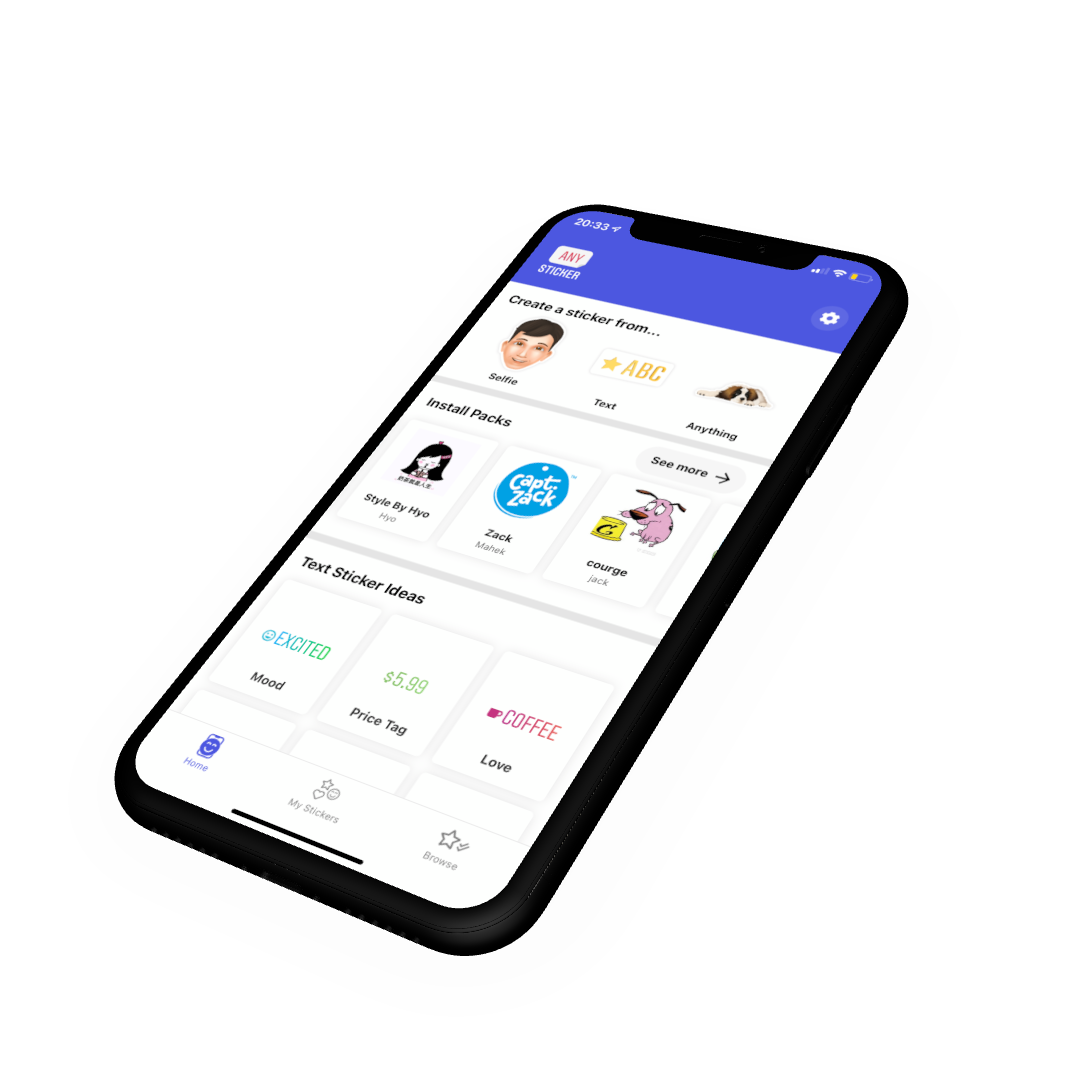 20:33
ANY
STICKER
Create a sticker from...
ABC
Selfie
Text
Anything
Install Packs
See more
Capt.
Zack
Style By Hyo
Hyo
Zack
Mahek
courge
jack
Text Sticker Ideas
EXCITED
$5.99
COFFEE
Mood
Price Tag
Love
Home
My Stickers
Browse